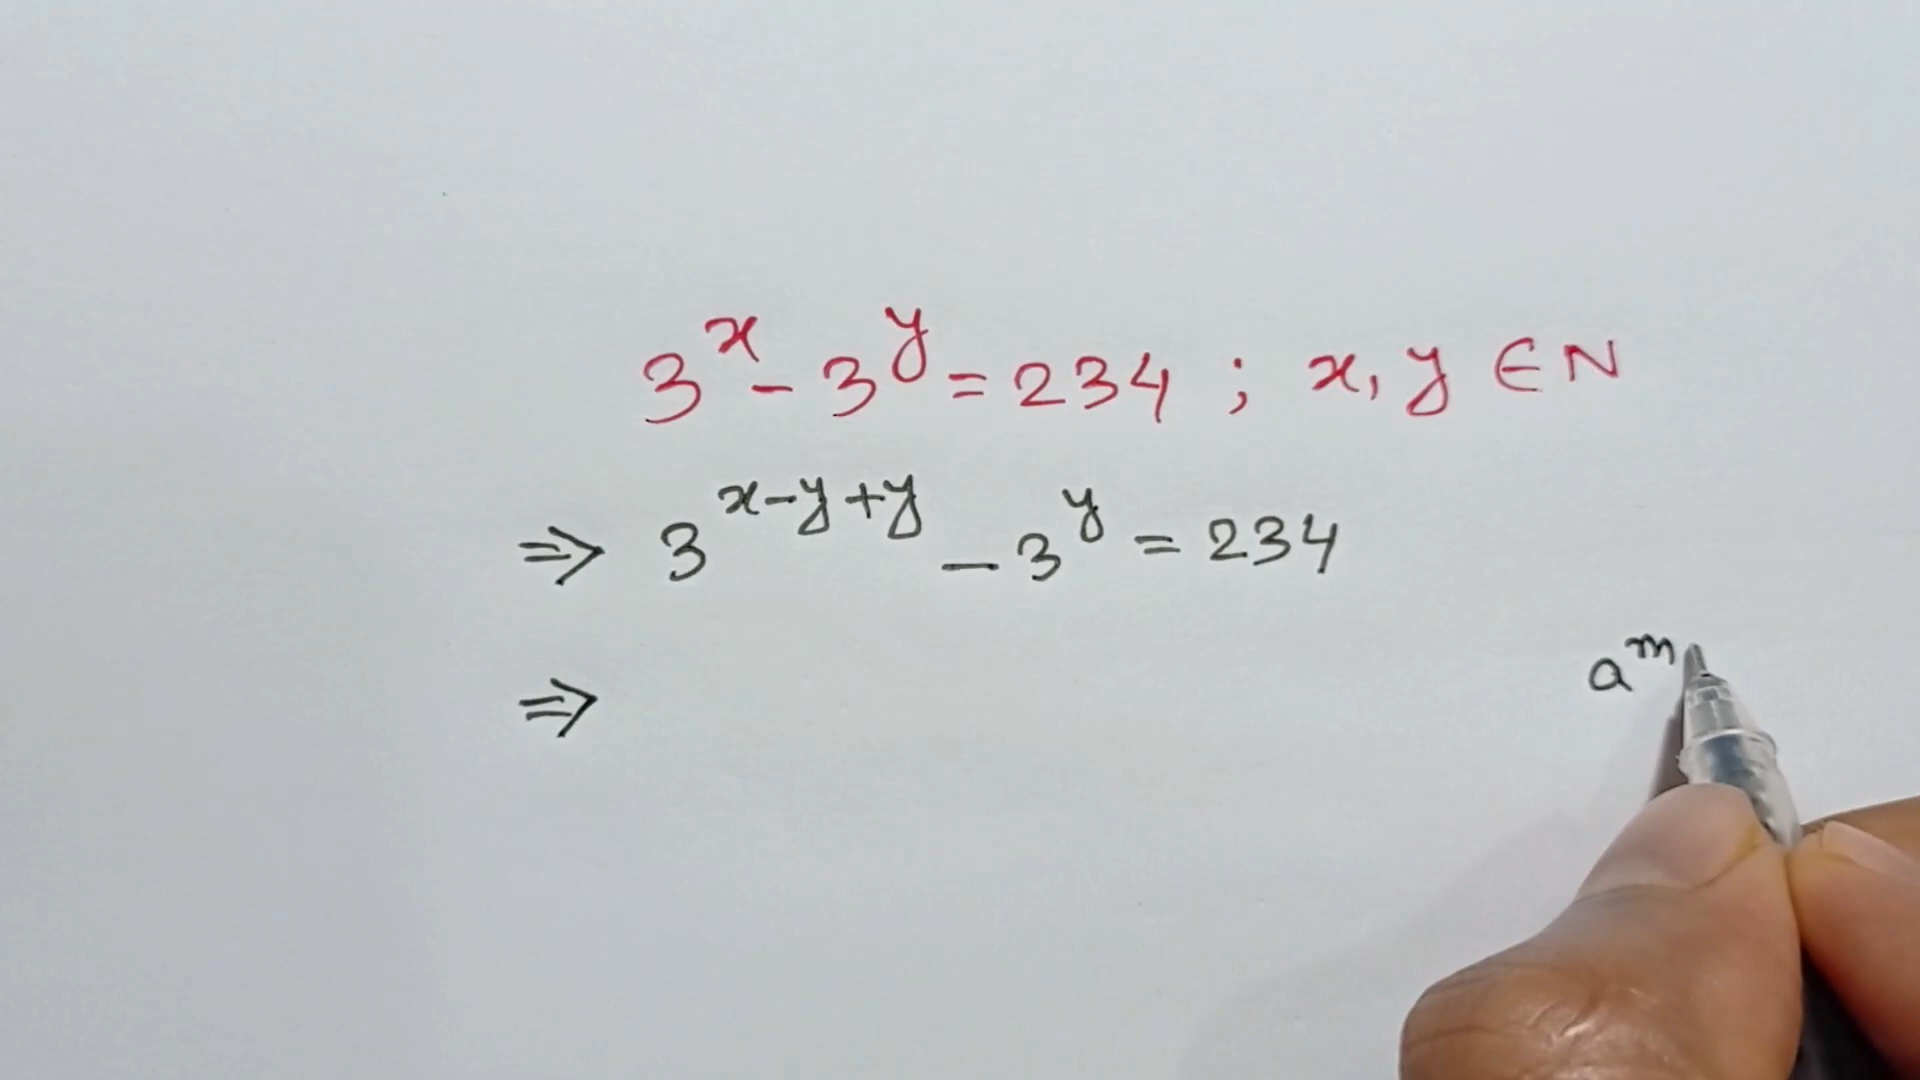 3^x - 3^y = 234 ; x, y ∈ N
⇒ 3^(x-y+y) - 3^y = 234
a^m
⇒